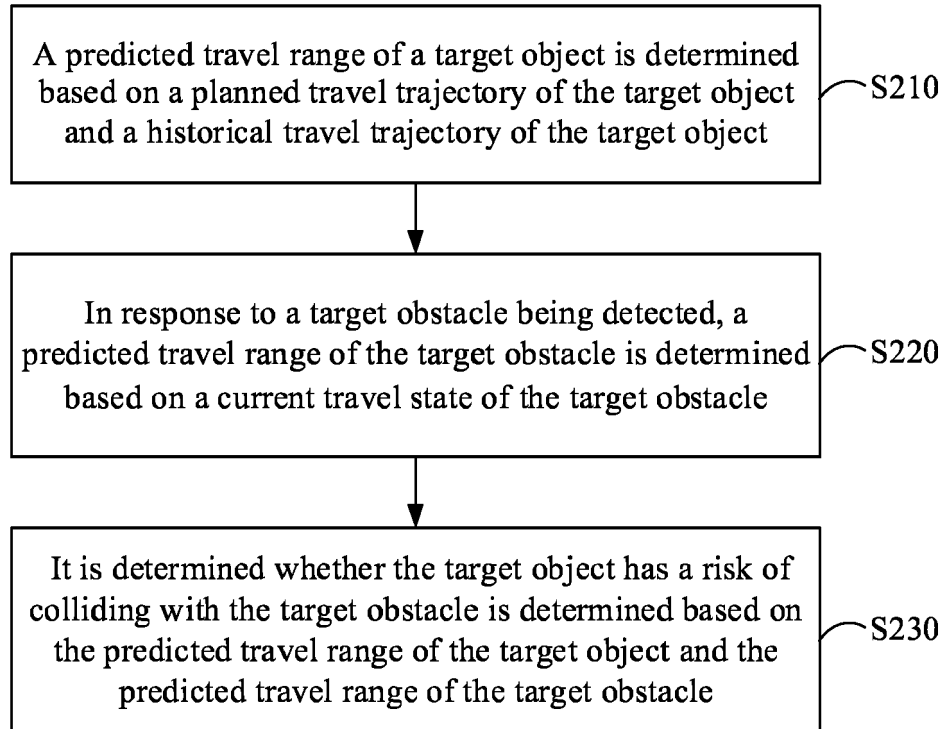 A predicted travel range of a target object is determined
based on a planned travel trajectory of the target object
and a historical travel trajectory of the target object
S210
In response to a target obstacle being detected, a
predicted travel range of the target obstacle is determined
based on a current travel state of the target obstacle
S220
It is determined whether the target object has a risk of
colliding with the target obstacle is determined based on
the predicted travel range of the target object and the
predicted travel range of the target obstacle
S230